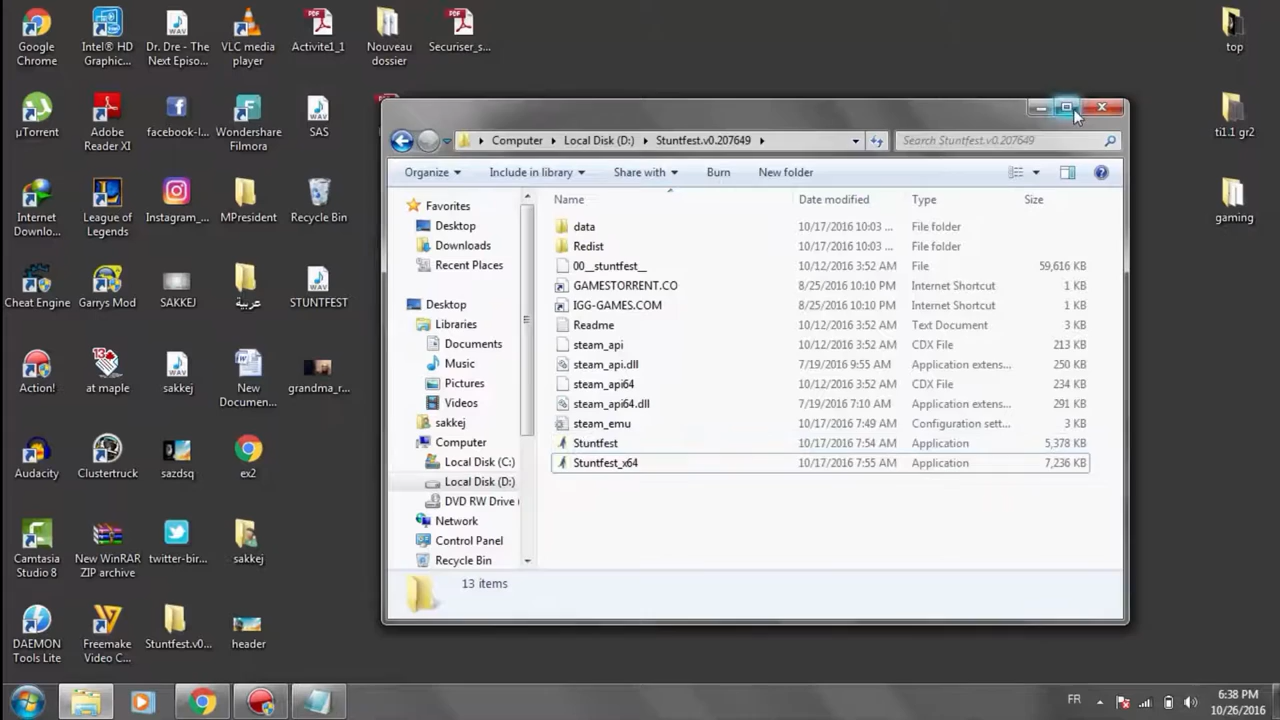 Google
Chrome
Intel® HD
Graphic...
Dr. Dre - The
Next Episo...
VLC media
player
Activite1_1
Nouveau
dossier
Securiser_s...
top
µTorrent
Adobe
Reader XI
facebook-l...
Wondershare
Filmora
SAS
ti1.1 gr2
Internet
Downlo...
League of
Legends
Instagram_...
MPresident
Recycle Bin
gaming
Cheat Engine
Garrys Mod
SAKKEJ
عربية
STUNTFEST
Action!
at maple
sakkej
New
Documen...
grandma_r...
Audacity
Clustertruck
sazdsq
ex2
Camtasia
Studio 8
New WinRAR
ZIP archive
twitter-bir...
sakkej
DAEMON
Tools Lite
Freemake
Video C...
Stuntfest.v0...
header
Computer Local Disk (D:) Stuntfest.v0.207649
Search Stuntfest.v0.207649
Organize Include in library Share with Burn New folder
Favorites
Desktop
Downloads
Recent Places
Desktop
Libraries
Documents
Music
Pictures
Videos
sakkej
Computer
Local Disk (C:)
Local Disk (D:)
DVD RW Drive (
Network
Control Panel
Recycle Bin
Name Date modified Type Size
data 10/17/2016 10:03 ... File folder
Redist 10/17/2016 10:03 ... File folder
00__stuntfest__ 10/12/2016 3:52 AM File 59,616 KB
GAMESTORRENT.CO 8/25/2016 10:10 PM Internet Shortcut 1 KB
IGG-GAMES.COM 8/25/2016 10:10 PM Internet Shortcut 1 KB
Readme 10/12/2016 3:52 AM Text Document 3 KB
steam_api 10/12/2016 3:52 AM CDX File 213 KB
steam_api.dll 7/19/2016 9:55 AM Application extens... 250 KB
steam_api64 10/12/2016 3:52 AM CDX File 234 KB
steam_api64.dll 7/19/2016 7:10 AM Application extens... 291 KB
steam_emu 10/17/2016 7:49 AM Configuration sett... 3 KB
Stuntfest 10/17/2016 7:54 AM Application 5,378 KB
Stuntfest_x64 10/17/2016 7:55 AM Application 7,236 KB
13 items
FR
6:38 PM
10/26/2016